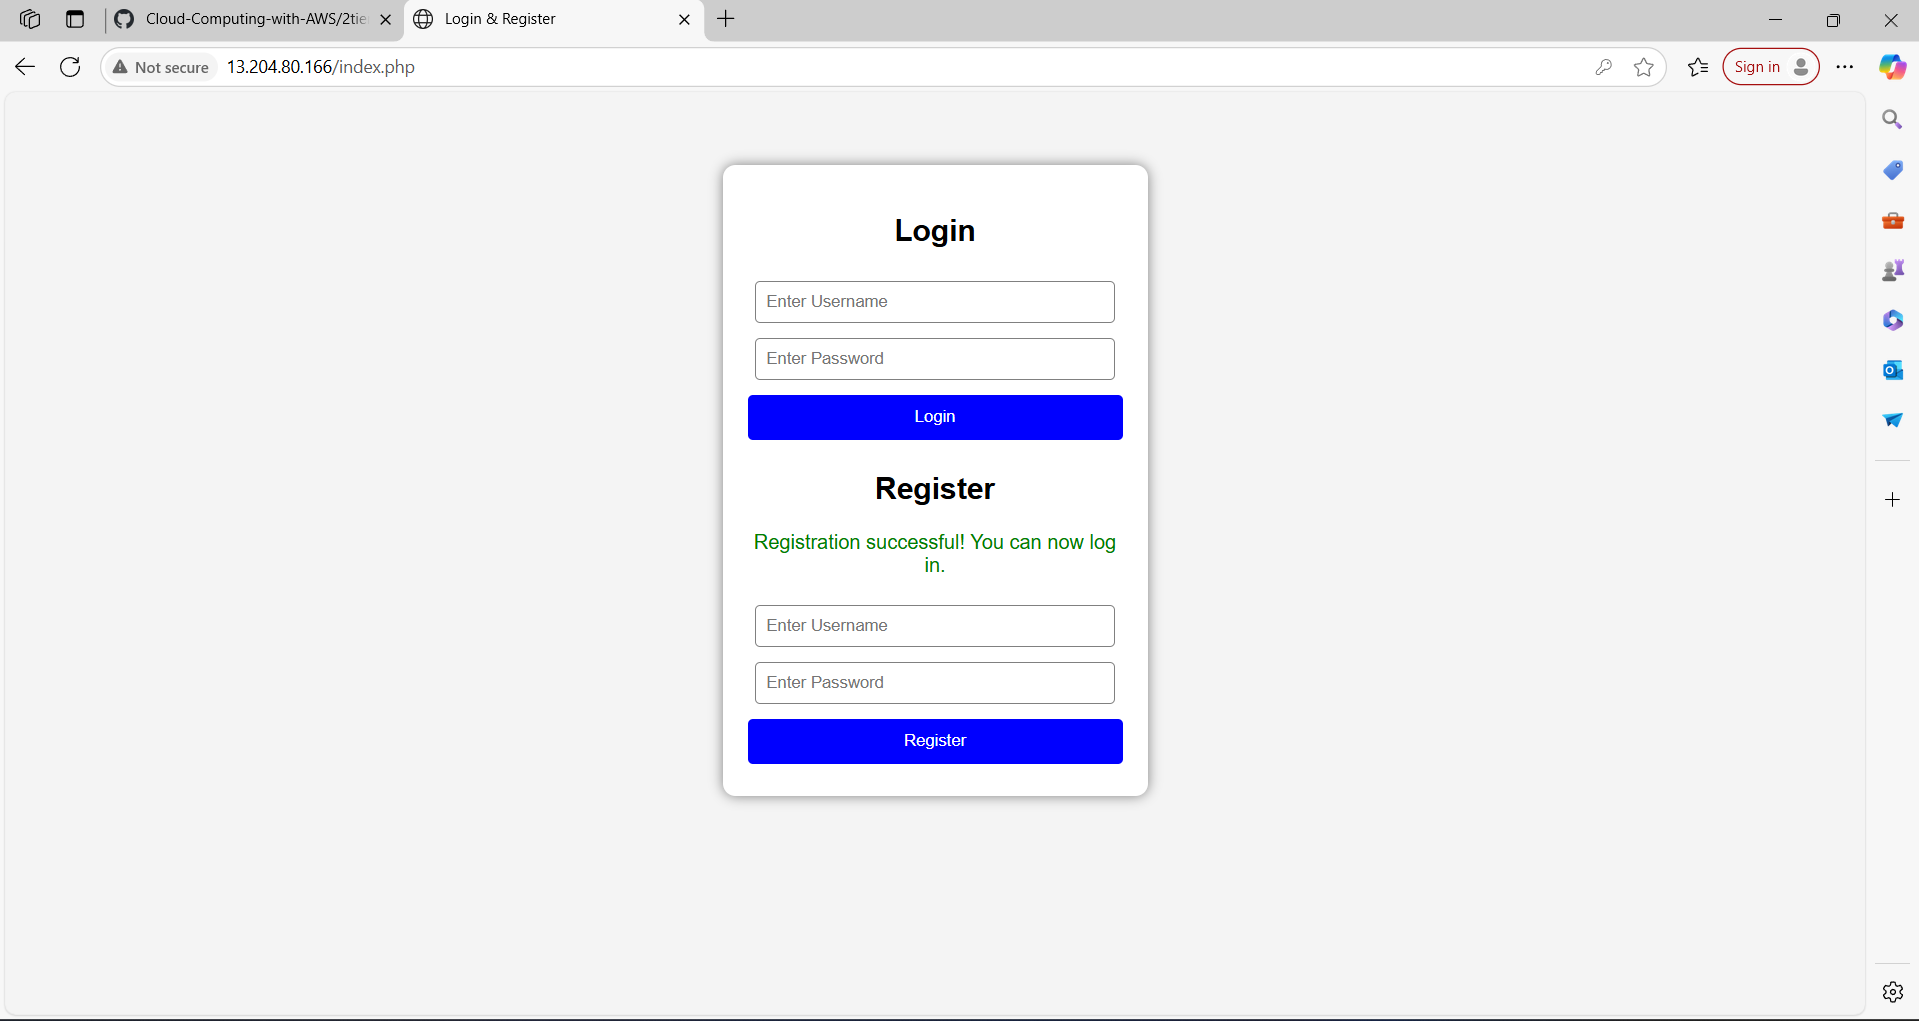 Cloud-Computing-with-AWS/2tie
Login & Register
Not secure
13.204.80.166/index.php
Sign in
Login
Enter Username
Enter Password
Login
Register
Registration successful! You can now log
in.
Enter Username
Enter Password
Register